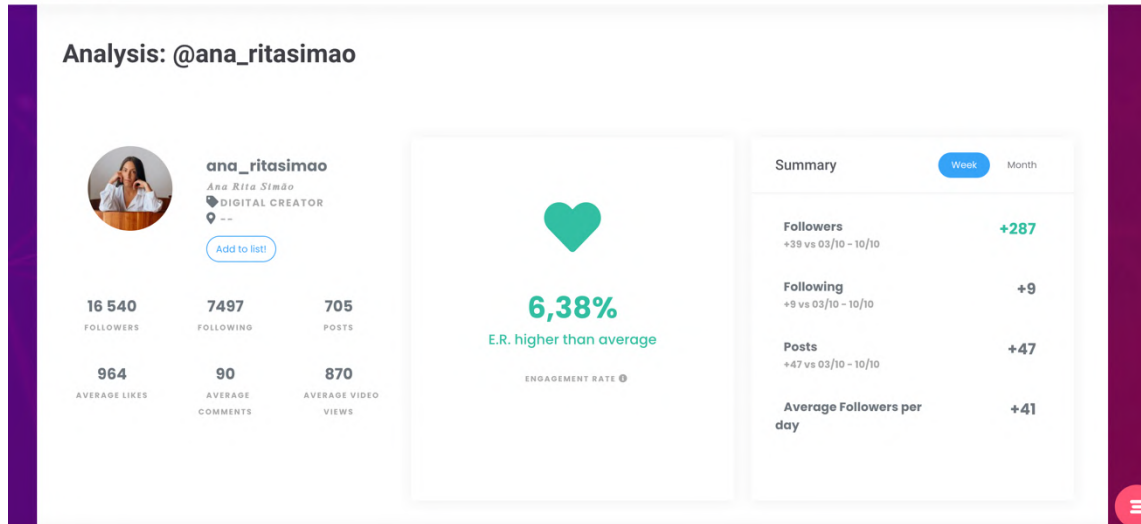 Analysis: @ana_ritasimao
ana_ritasimao
Ana Rita Simão
DIGITAL CREATOR
--
Add to list!
16 540
FOLLOWERS
7497
FOLLOWING
705
POSTS
964
AVERAGE LIKES
90
AVERAGE
COMMENTS
870
AVERAGE VIDEO
VIEWS
6,38%
E.R. higher than average
ENGAGEMENT RATE
Summary
Week
Month
Followers
+287
+39 vs 03/10 - 10/10
Following
+9
+9 vs 03/10 - 10/10
Posts
+47
+47 vs 03/10 - 10/10
Average Followers per
day
+41